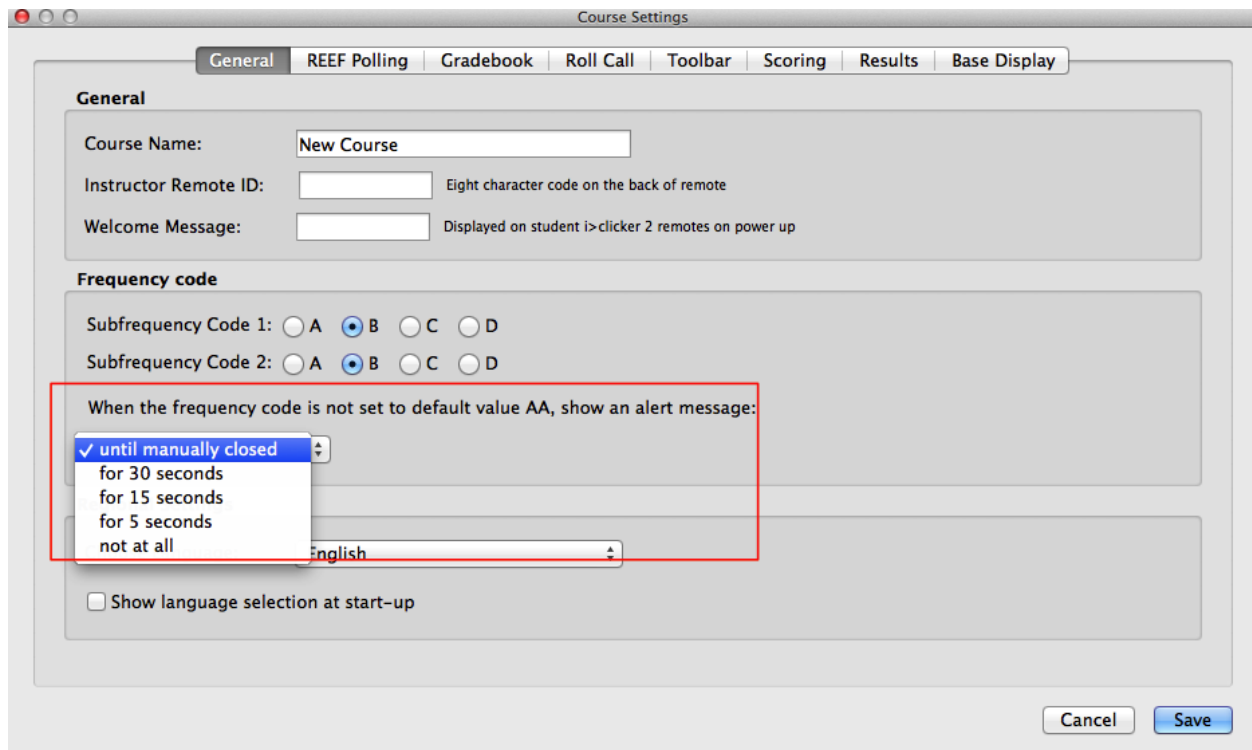 Course Settings
General REEF Polling Gradebook Roll Call Toolbar Scoring Results Base Display
General
Course Name: New Course
Instructor Remote ID: Eight character code on the back of remote
Welcome Message: Displayed on student i>clicker 2 remotes on power up
Frequency code
Subfrequency Code 1: A B C D
Subfrequency Code 2: A B C D
When the frequency code is not set to default value AA, show an alert message:
✓ until manually closed
for 30 seconds
for 15 seconds
for 5 seconds
not at all
English
Show language selection at start-up
Cancel Save